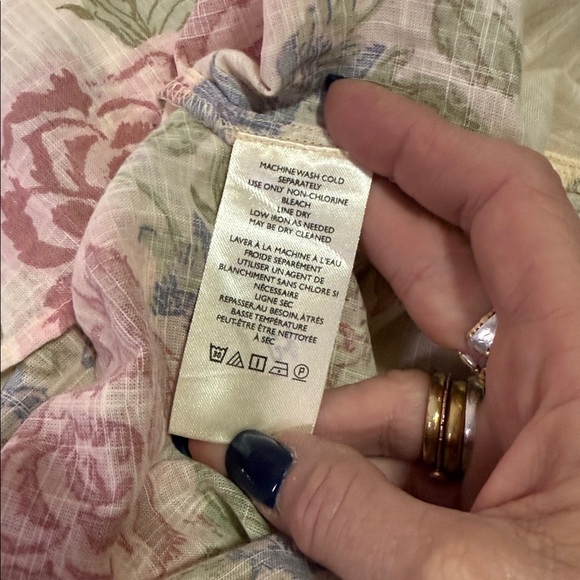 MACHINE WASH COLD
SEPARATELY
USE ONLY NON-CHLORINE
BLEACH
LINE DRY
LOW IRON AS NEEDED
MAY BE DRY CLEANED
LAVER À LA MACHINE À L'EAU
FROIDE SEPARÉMENT
UTILISER UN AGENT DE
BLANCHIMENT SANS CHLORE SI
NÉCESSAIRE
LIGNE SEC
REPASSER, AU BESOIN, À TRÈS
BASSE TEMPÉRATURE
PEUT-ÊTRE ÊTRE NETTOYÉE
À SEC
30 P